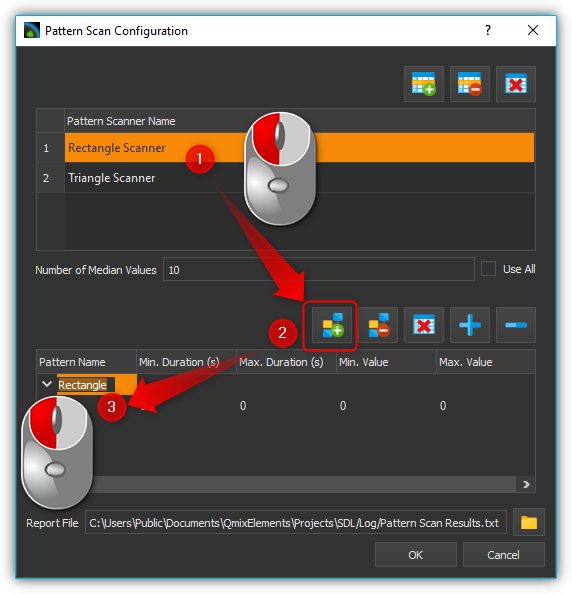 Pattern Scan Configuration ?
Pattern Scanner Name
1 Rectangle Scanner
1
2 Triangle Scanner
Number of Median Values 10 Use All
2
Pattern Name Min. Duration (s) Max. Duration (s) Min. Value Max. Value
Rectangle
3
0 0 0
Report File C:\Users\Public\Documents\QmixElements\Projects\SDL/Log/Pattern Scan Results.txt
OK Cancel